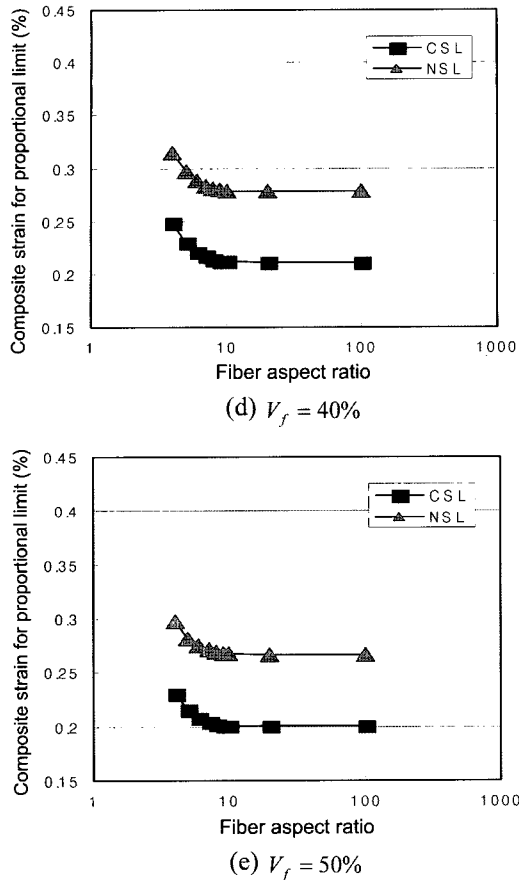 Composite strain for proportional limit (%)
0.45
0.4
0.35
0.3
0.25
0.2
0.15
CSL
NSL
1
10
100
1000
Fiber aspect ratio
(d) V_f = 40%
Composite strain for proportional limit (%)
0.45
0.4
0.35
0.3
0.25
0.2
0.15
CSL
NSL
1
10
100
1000
Fiber aspect ratio
(e) V_f = 50%